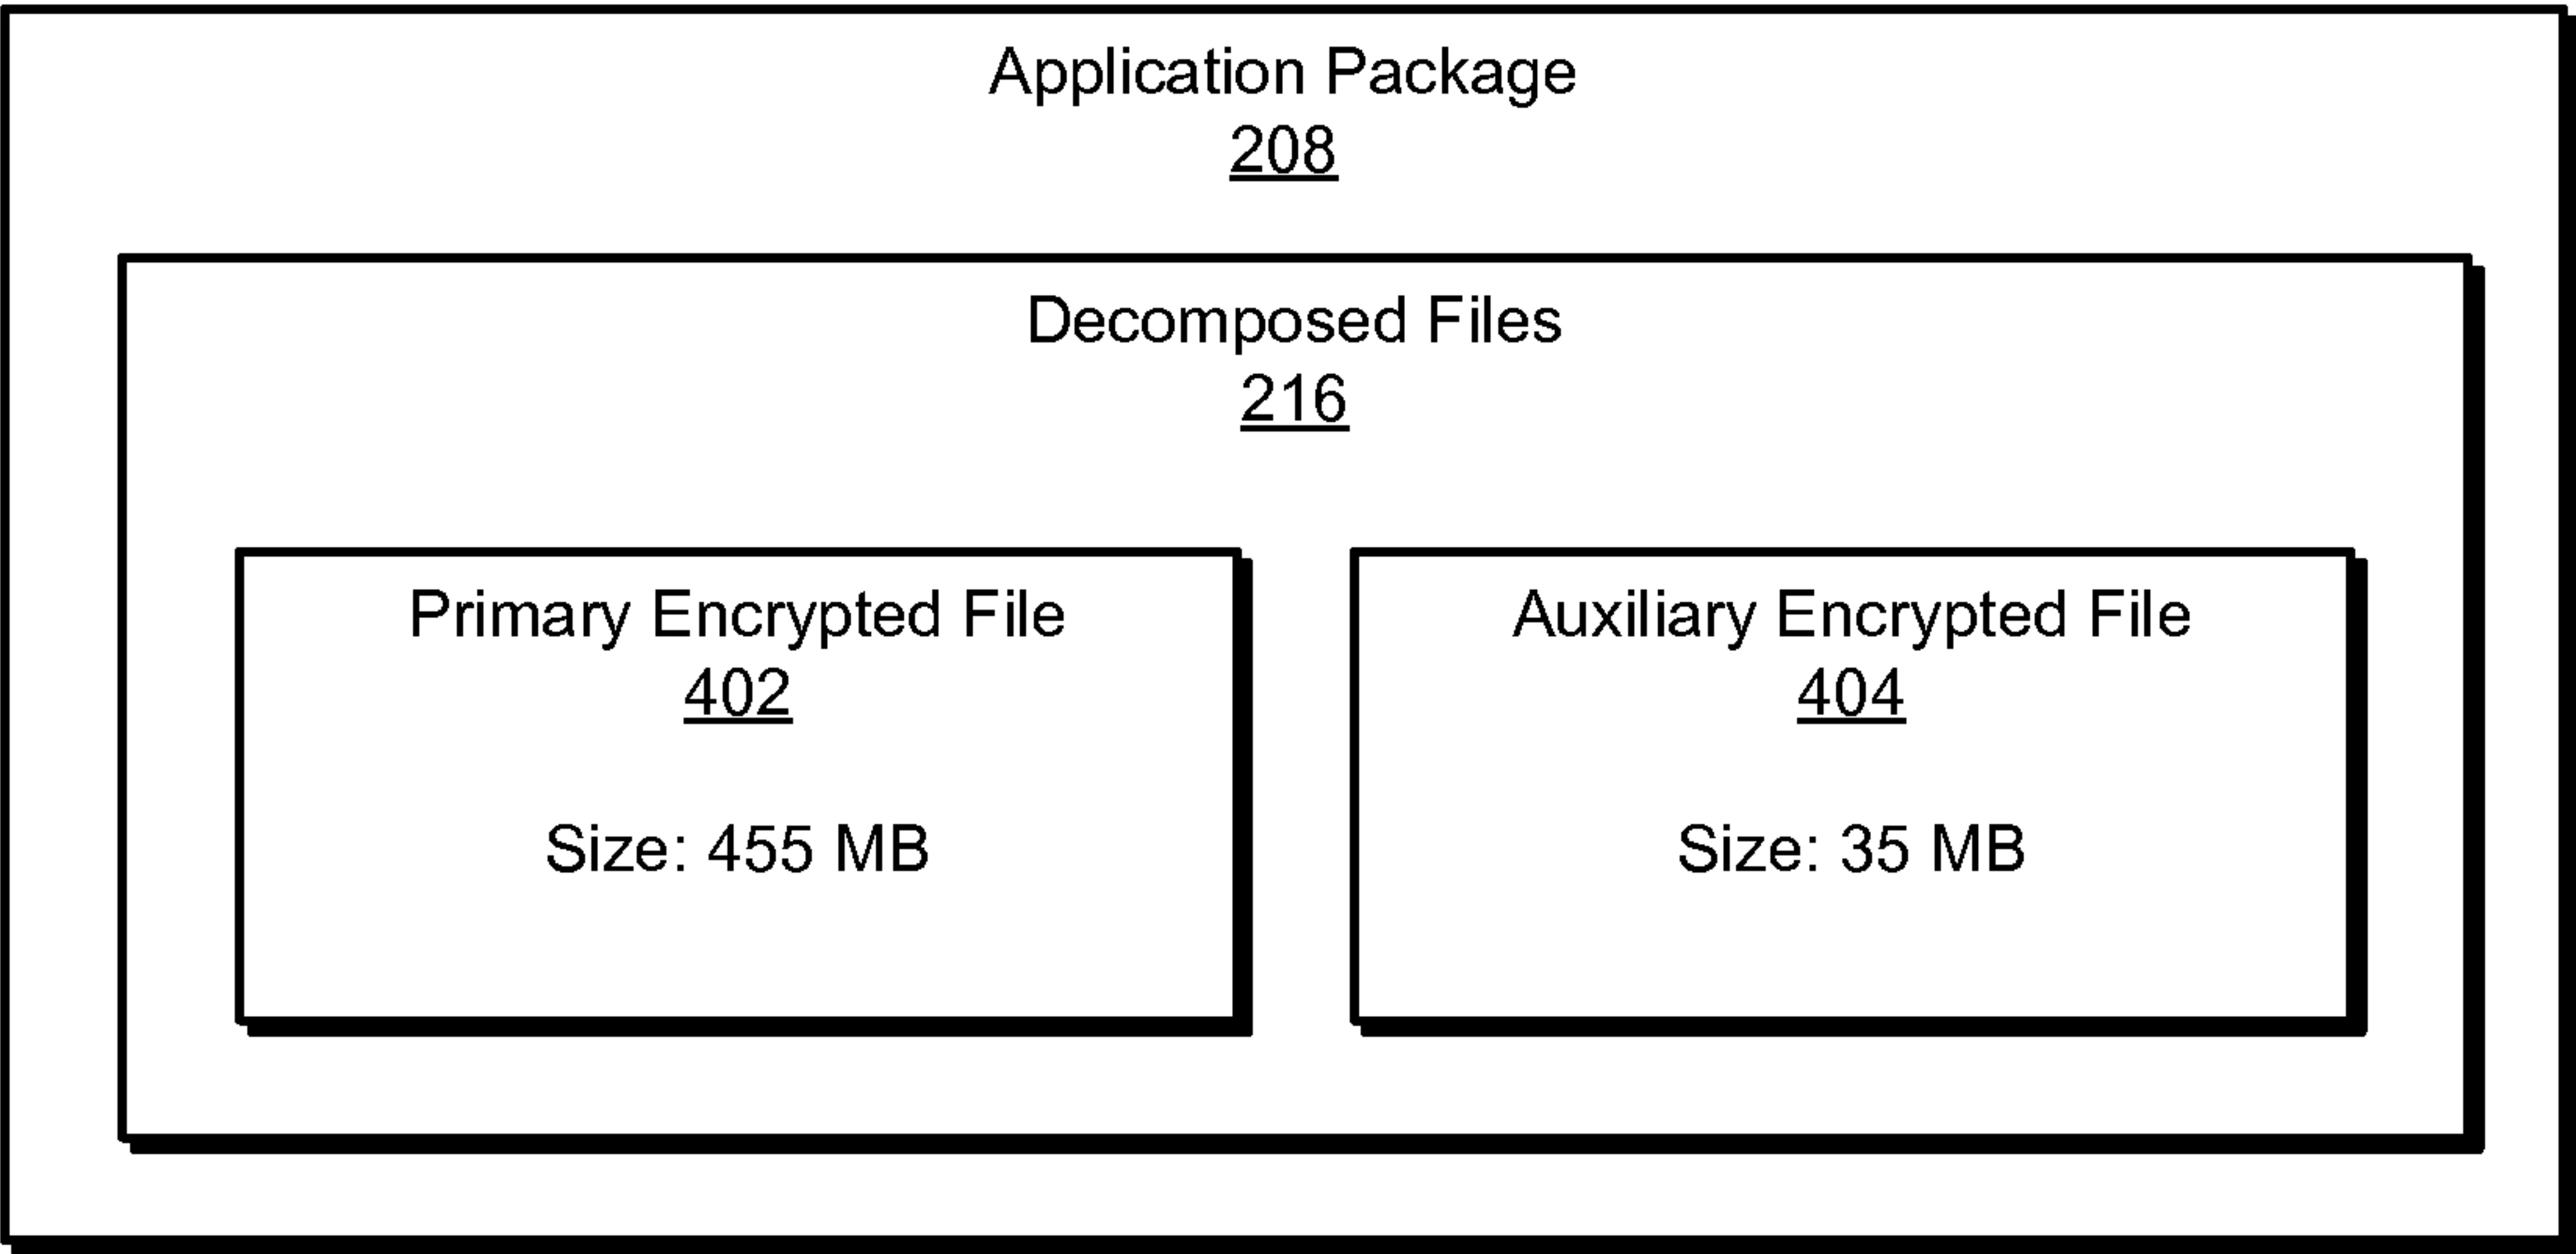 Application Package
208
Decomposed Files
216
Primary Encrypted File
402
Size: 455 MB
Auxiliary Encrypted File
404
Size: 35 MB